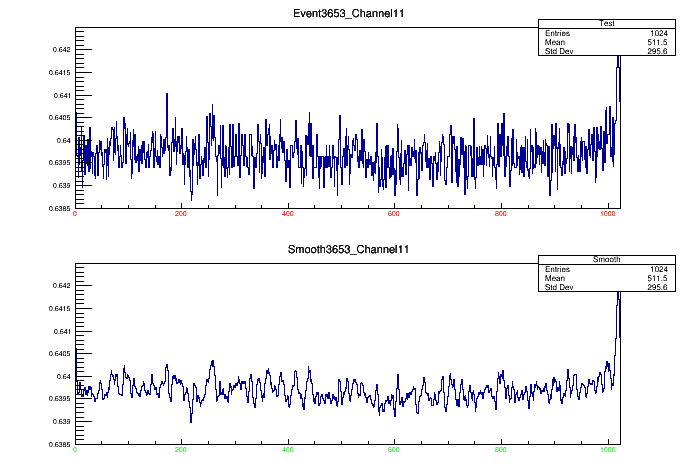 Event3653_Channel11
Test
Entries 1024
Mean 511.5
Std Dev 295.6
0.642
0.6415
0.641
0.6405
0.64
0.6395
0.639
0.6385
0 200 400 600 800 1000
Smooth3653_Channel11
Smooth
Entries 1024
Mean 511.5
Std Dev 295.6
0.642
0.6415
0.641
0.6405
0.64
0.6395
0.639
0.6385
0 200 400 600 800 1000